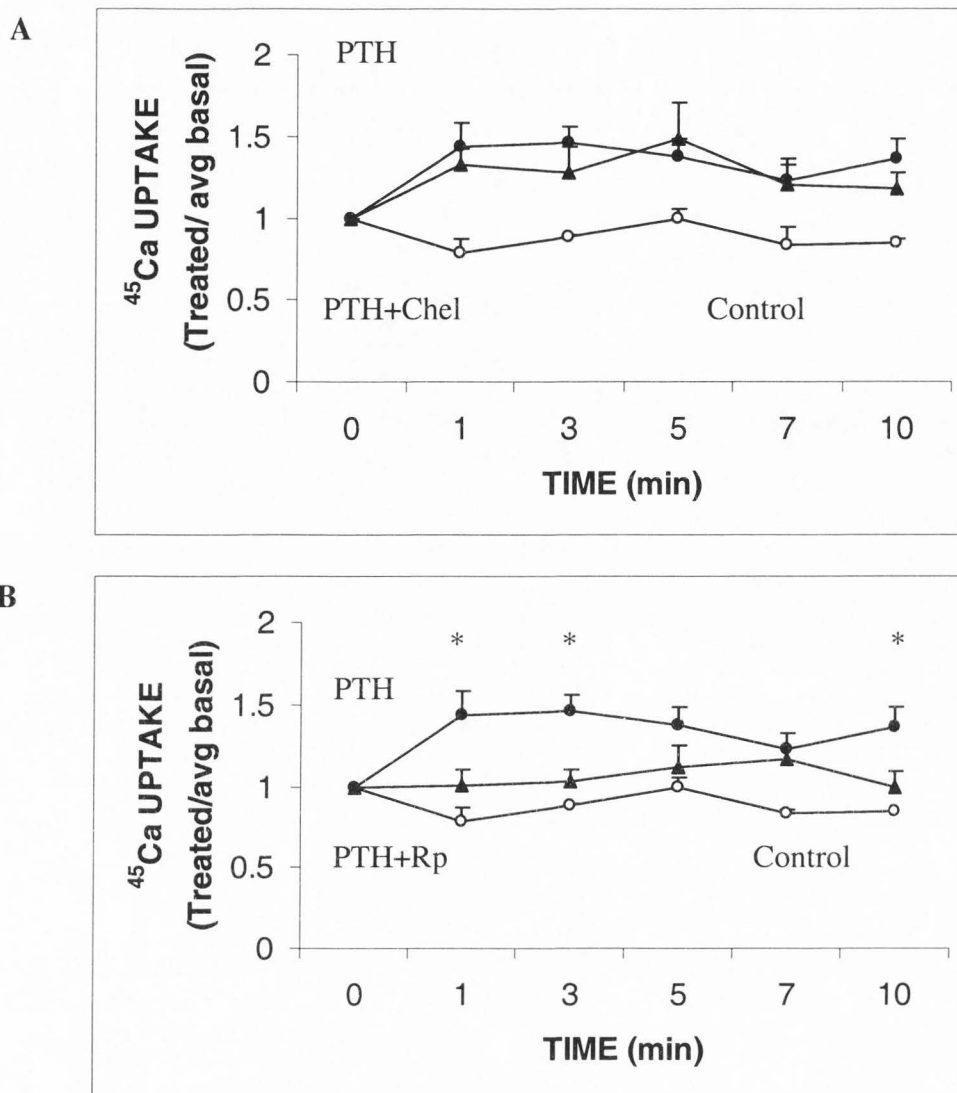 A
PTH
2
1.5
1
0.5
0
⁴⁵Ca UPTAKE
(Treated/ avg basal)
PTH+Chel
Control
0 1 3 5 7 10
TIME (min)
B
* * *
PTH
2
1.5
1
0.5
0
⁴⁵Ca UPTAKE
(Treated/avg basal)
PTH+Rp
Control
0 1 3 5 7 10
TIME (min)